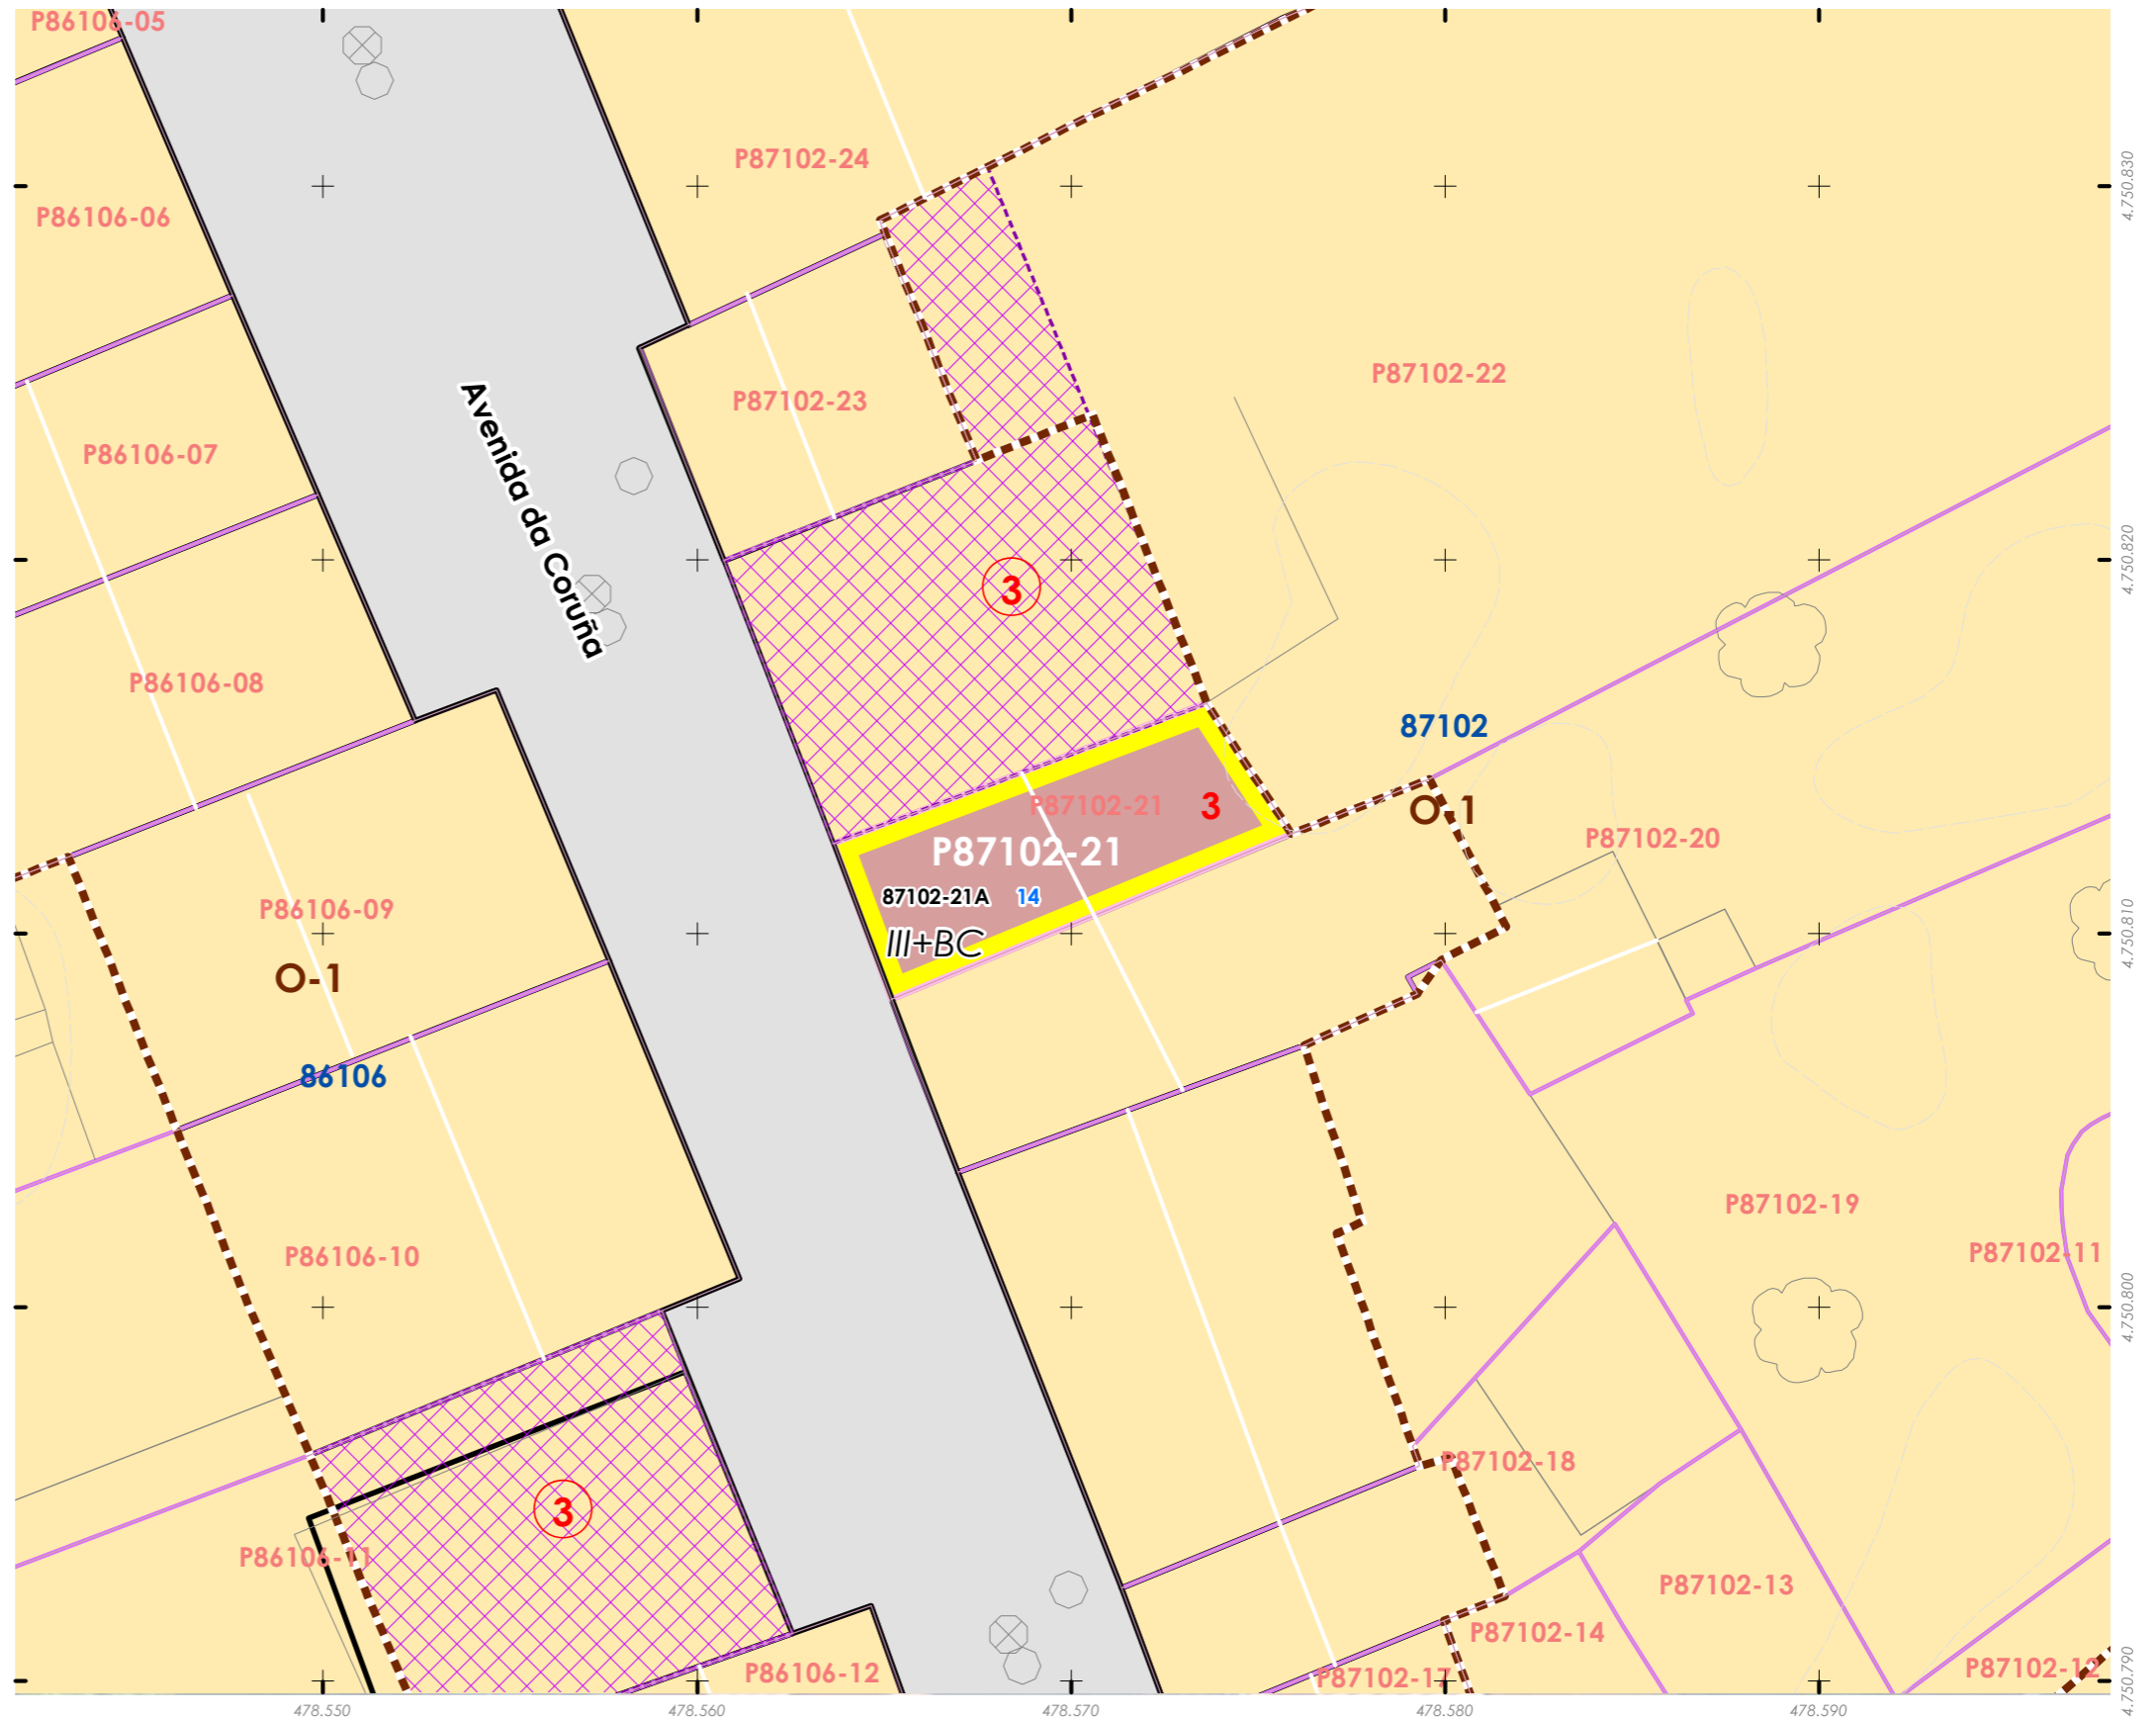 P86106-05
P87102-24
P86106-06
4.750.830
P87102-22
Avenida da Coruña
P87102-23
P86106-07
4.750.820
3
P86106-08
87102
P87102-21
3
O-1
P87102-20
P87102-21
87102-21A 14
III+BC
P86106-09
4.750.810
O-1
86106
P87102-19
P86106-10
P87102-11
4.750.800
P87102-18
3
P86106-11
P87102-13
P87102-14
P86106-12
P87102-17
P87102-12
4.750.790
478.550
478.560
478.570
478.580
478.590